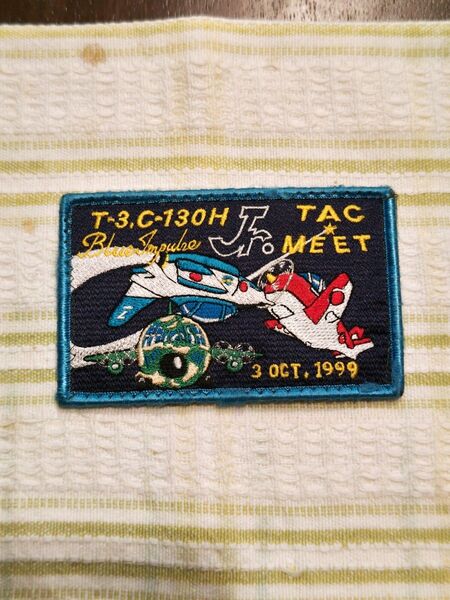 T-3.C-130H
Blue Impulse Jr.
TAC
MEET
3 OCT. 1999